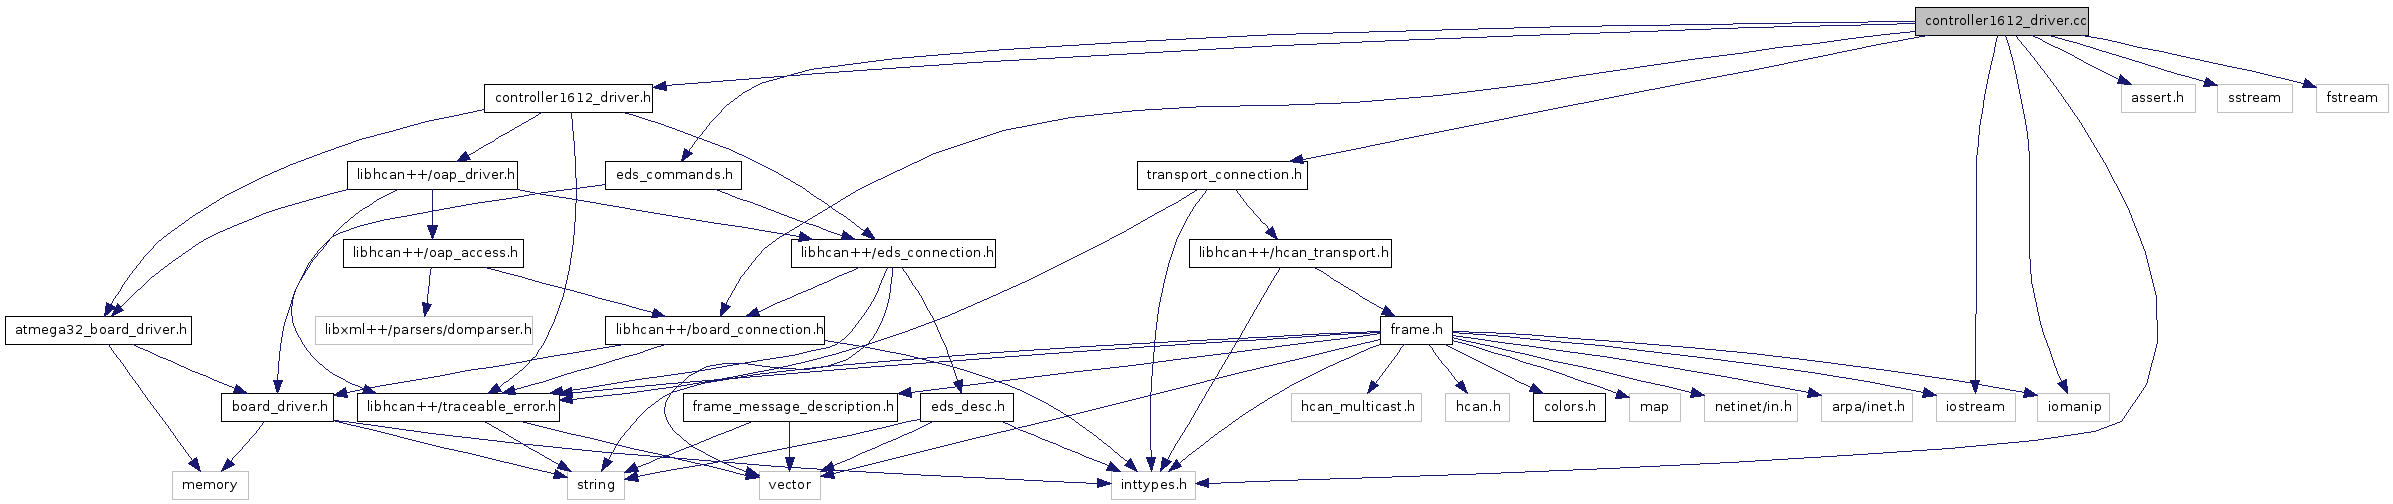 controller1612_driver.cc
controller1612_driver.h
assert.h
sstream
fstream
libhcan++/oap_driver.h
eds_commands.h
transport_connection.h
libhcan++/oap_access.h
libhcan++/eds_connection.h
libhcan++/hcan_transport.h
atmega32_board_driver.h
libxml++/parsers/domparser.h
libhcan++/board_connection.h
frame.h
board_driver.h
libhcan++/traceable_error.h
frame_message_description.h
eds_desc.h
hcan_multicast.h
hcan.h
colors.h
map
netinet/in.h
arpa/inet.h
iostream
iomanip
memory
string
vector
inttypes.h